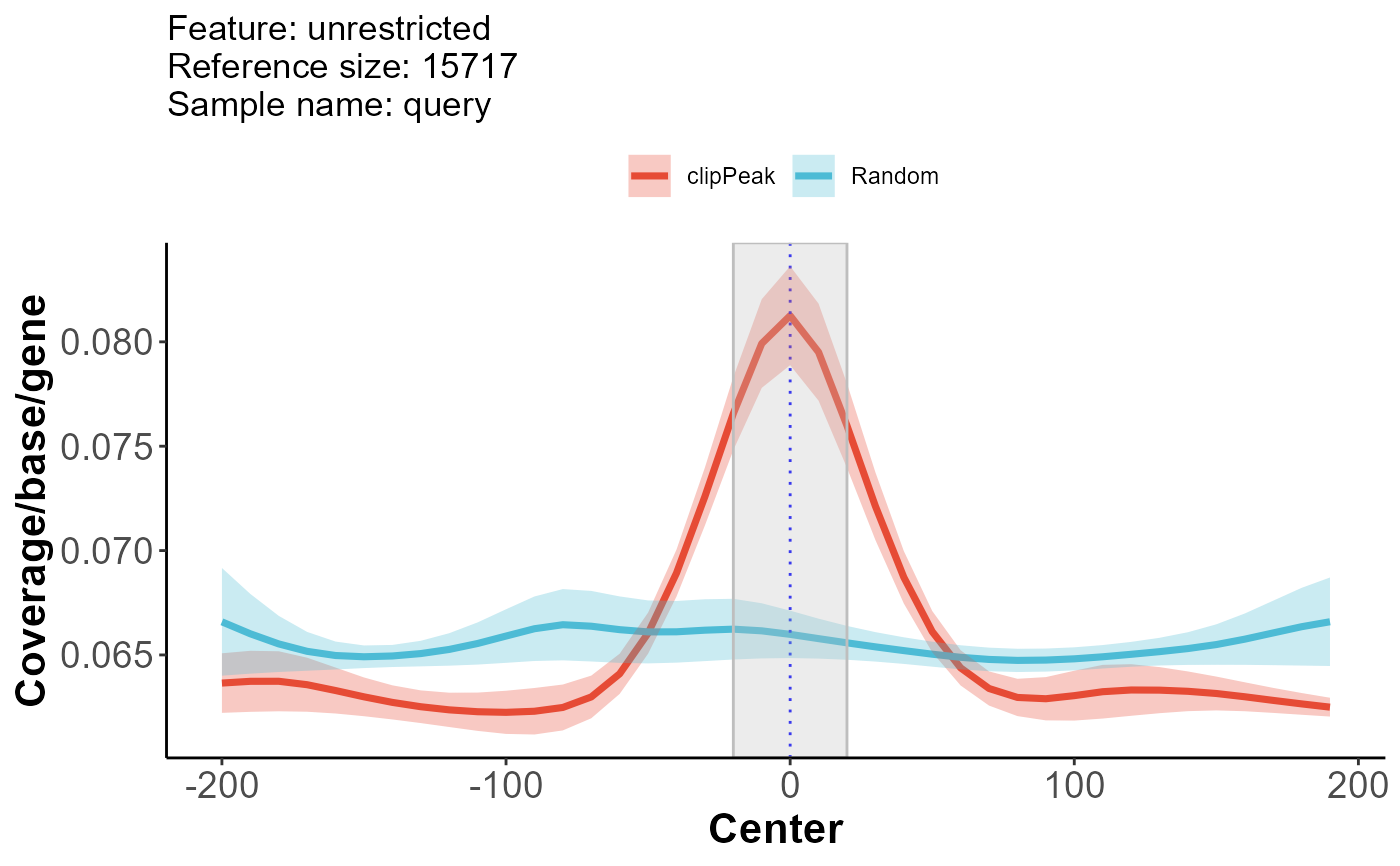 Feature: unrestricted
Reference size: 15717
Sample name: query
clipPeak Random
Coverage/base/gene
0.080
0.075
0.070
0.065
-200 -100 0 100 200
Center